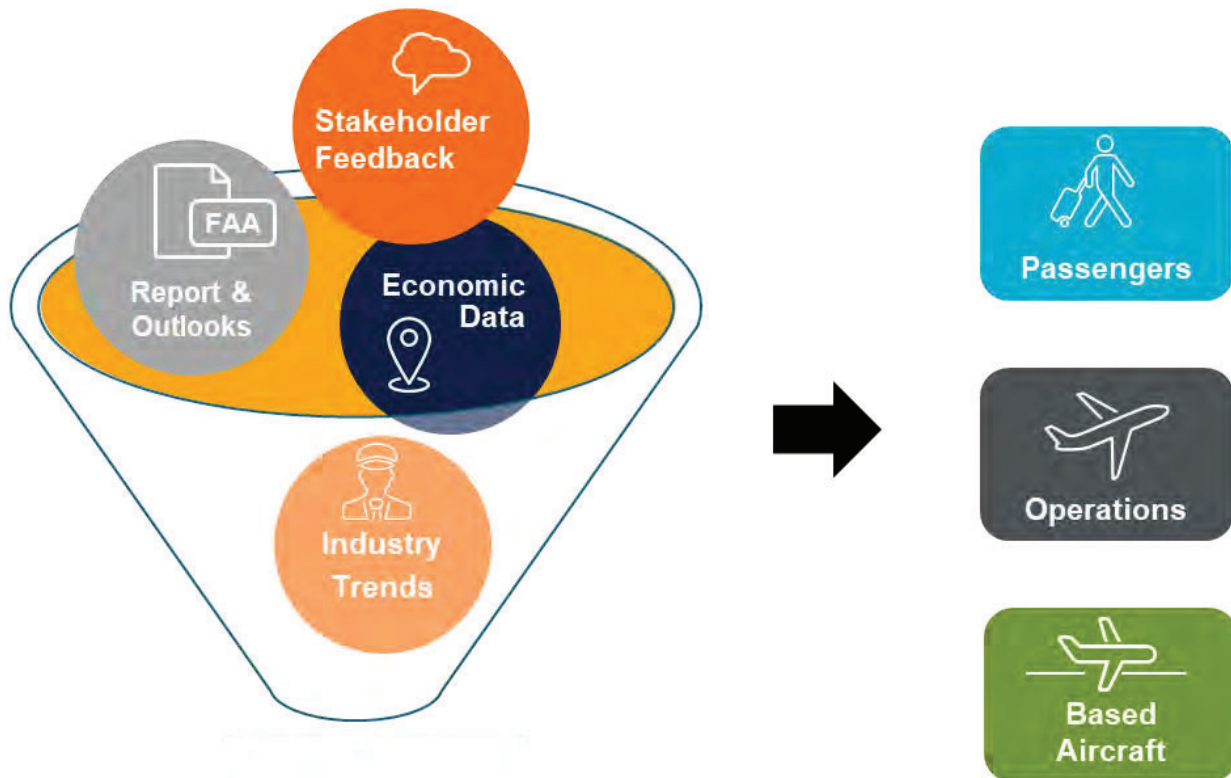 Stakeholder
Feedback
FAA
Report &
Outlooks
Economic
Data
Industry
Trends
Passengers
Operations
Based
Aircraft